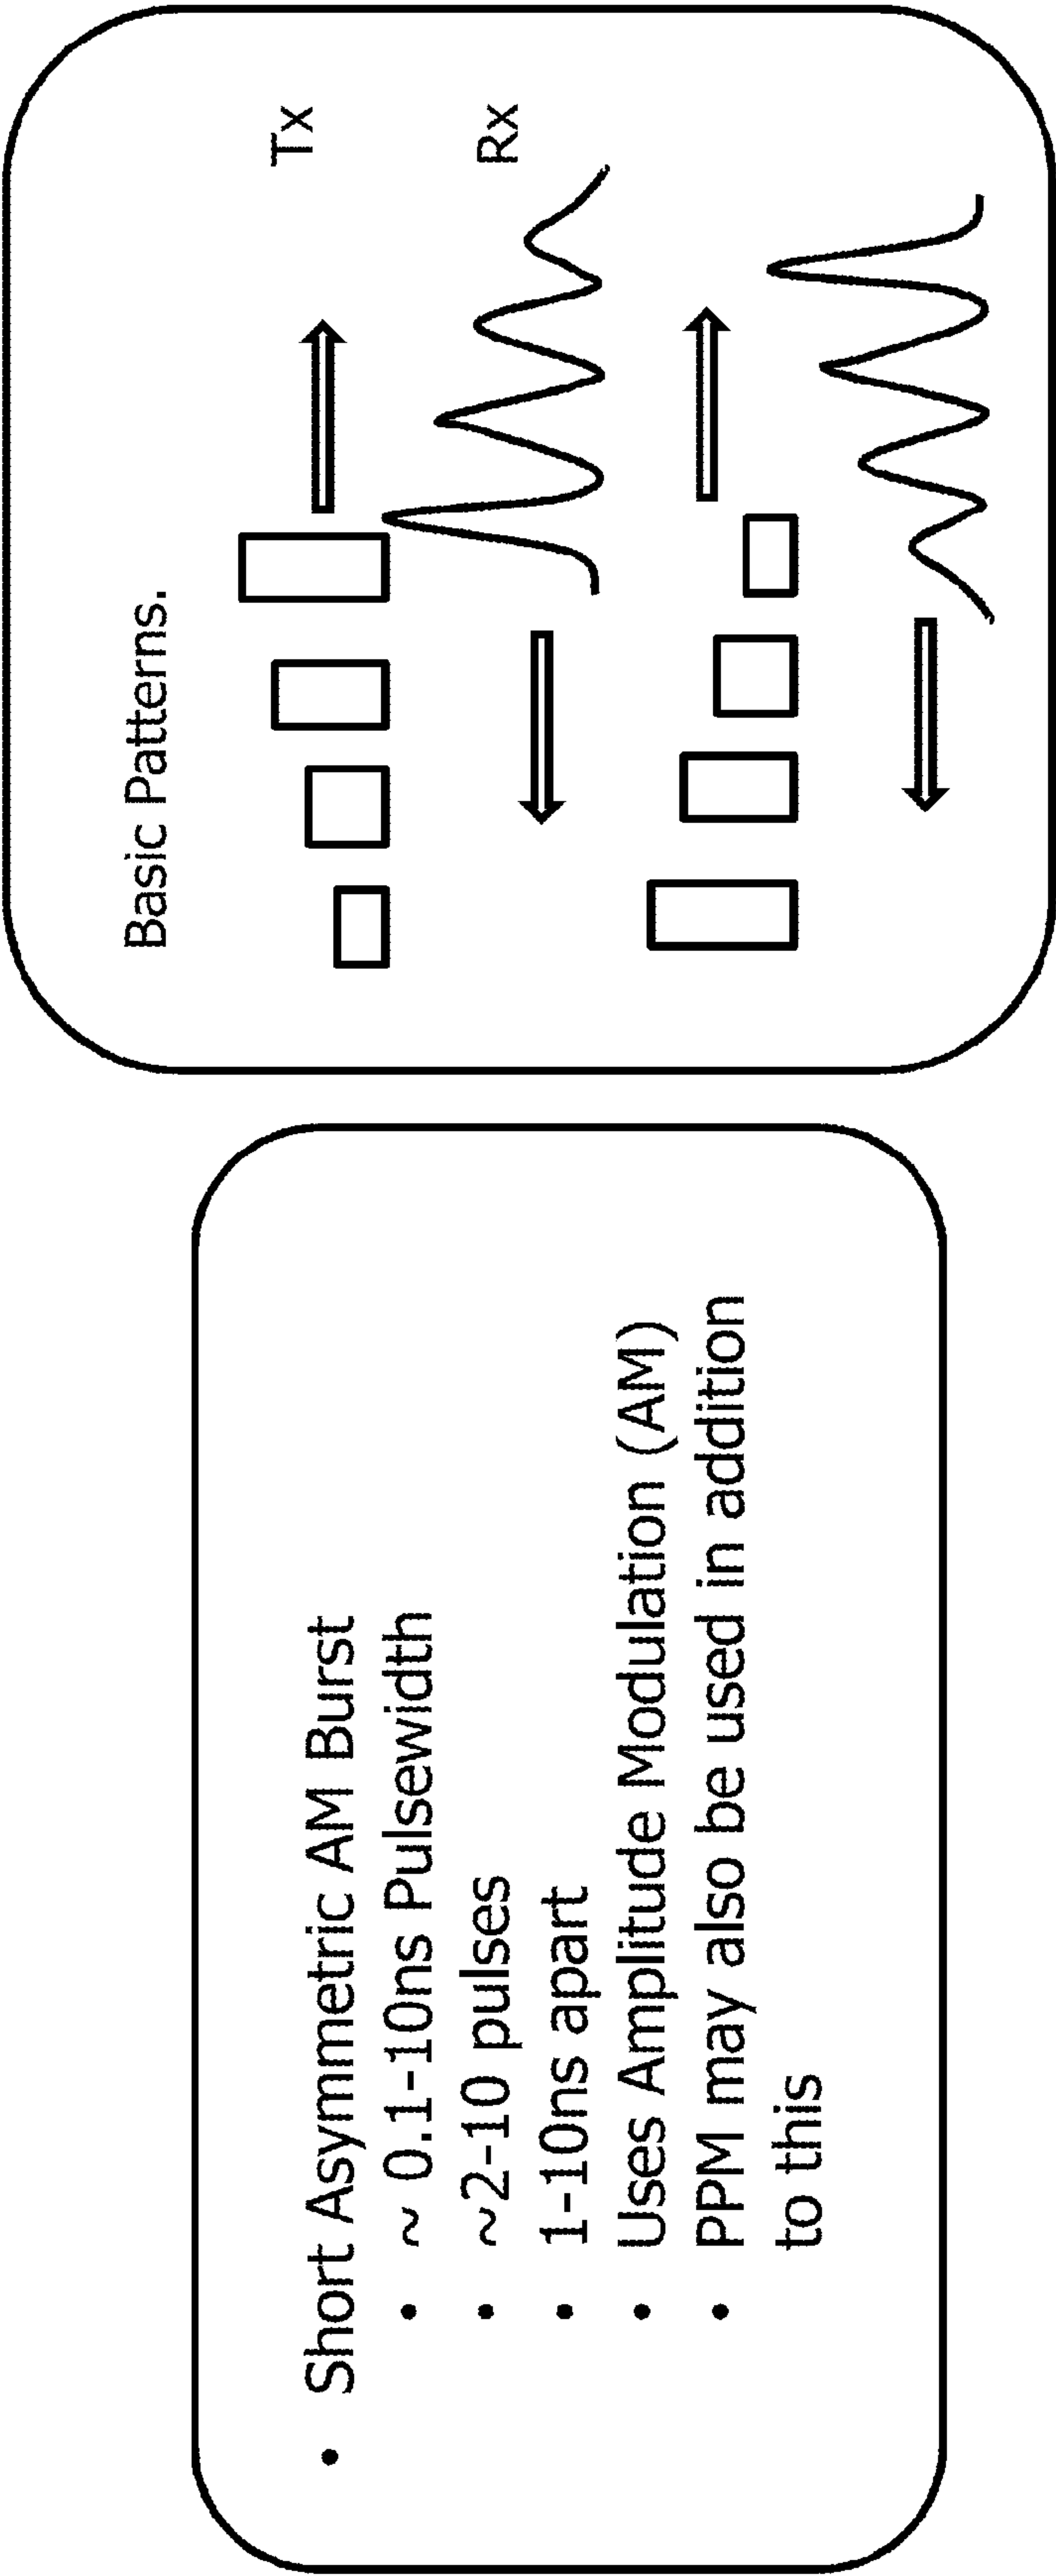 • Short Asymmetric AM Burst
• ~ 0.1-10ns Pulsewidth
• ~2-10 pulses
• 1-10ns apart
• Uses Amplitude Modulation (AM)
• PPM may also be used in addition
to this
Basic Patterns.
Tx
Rx